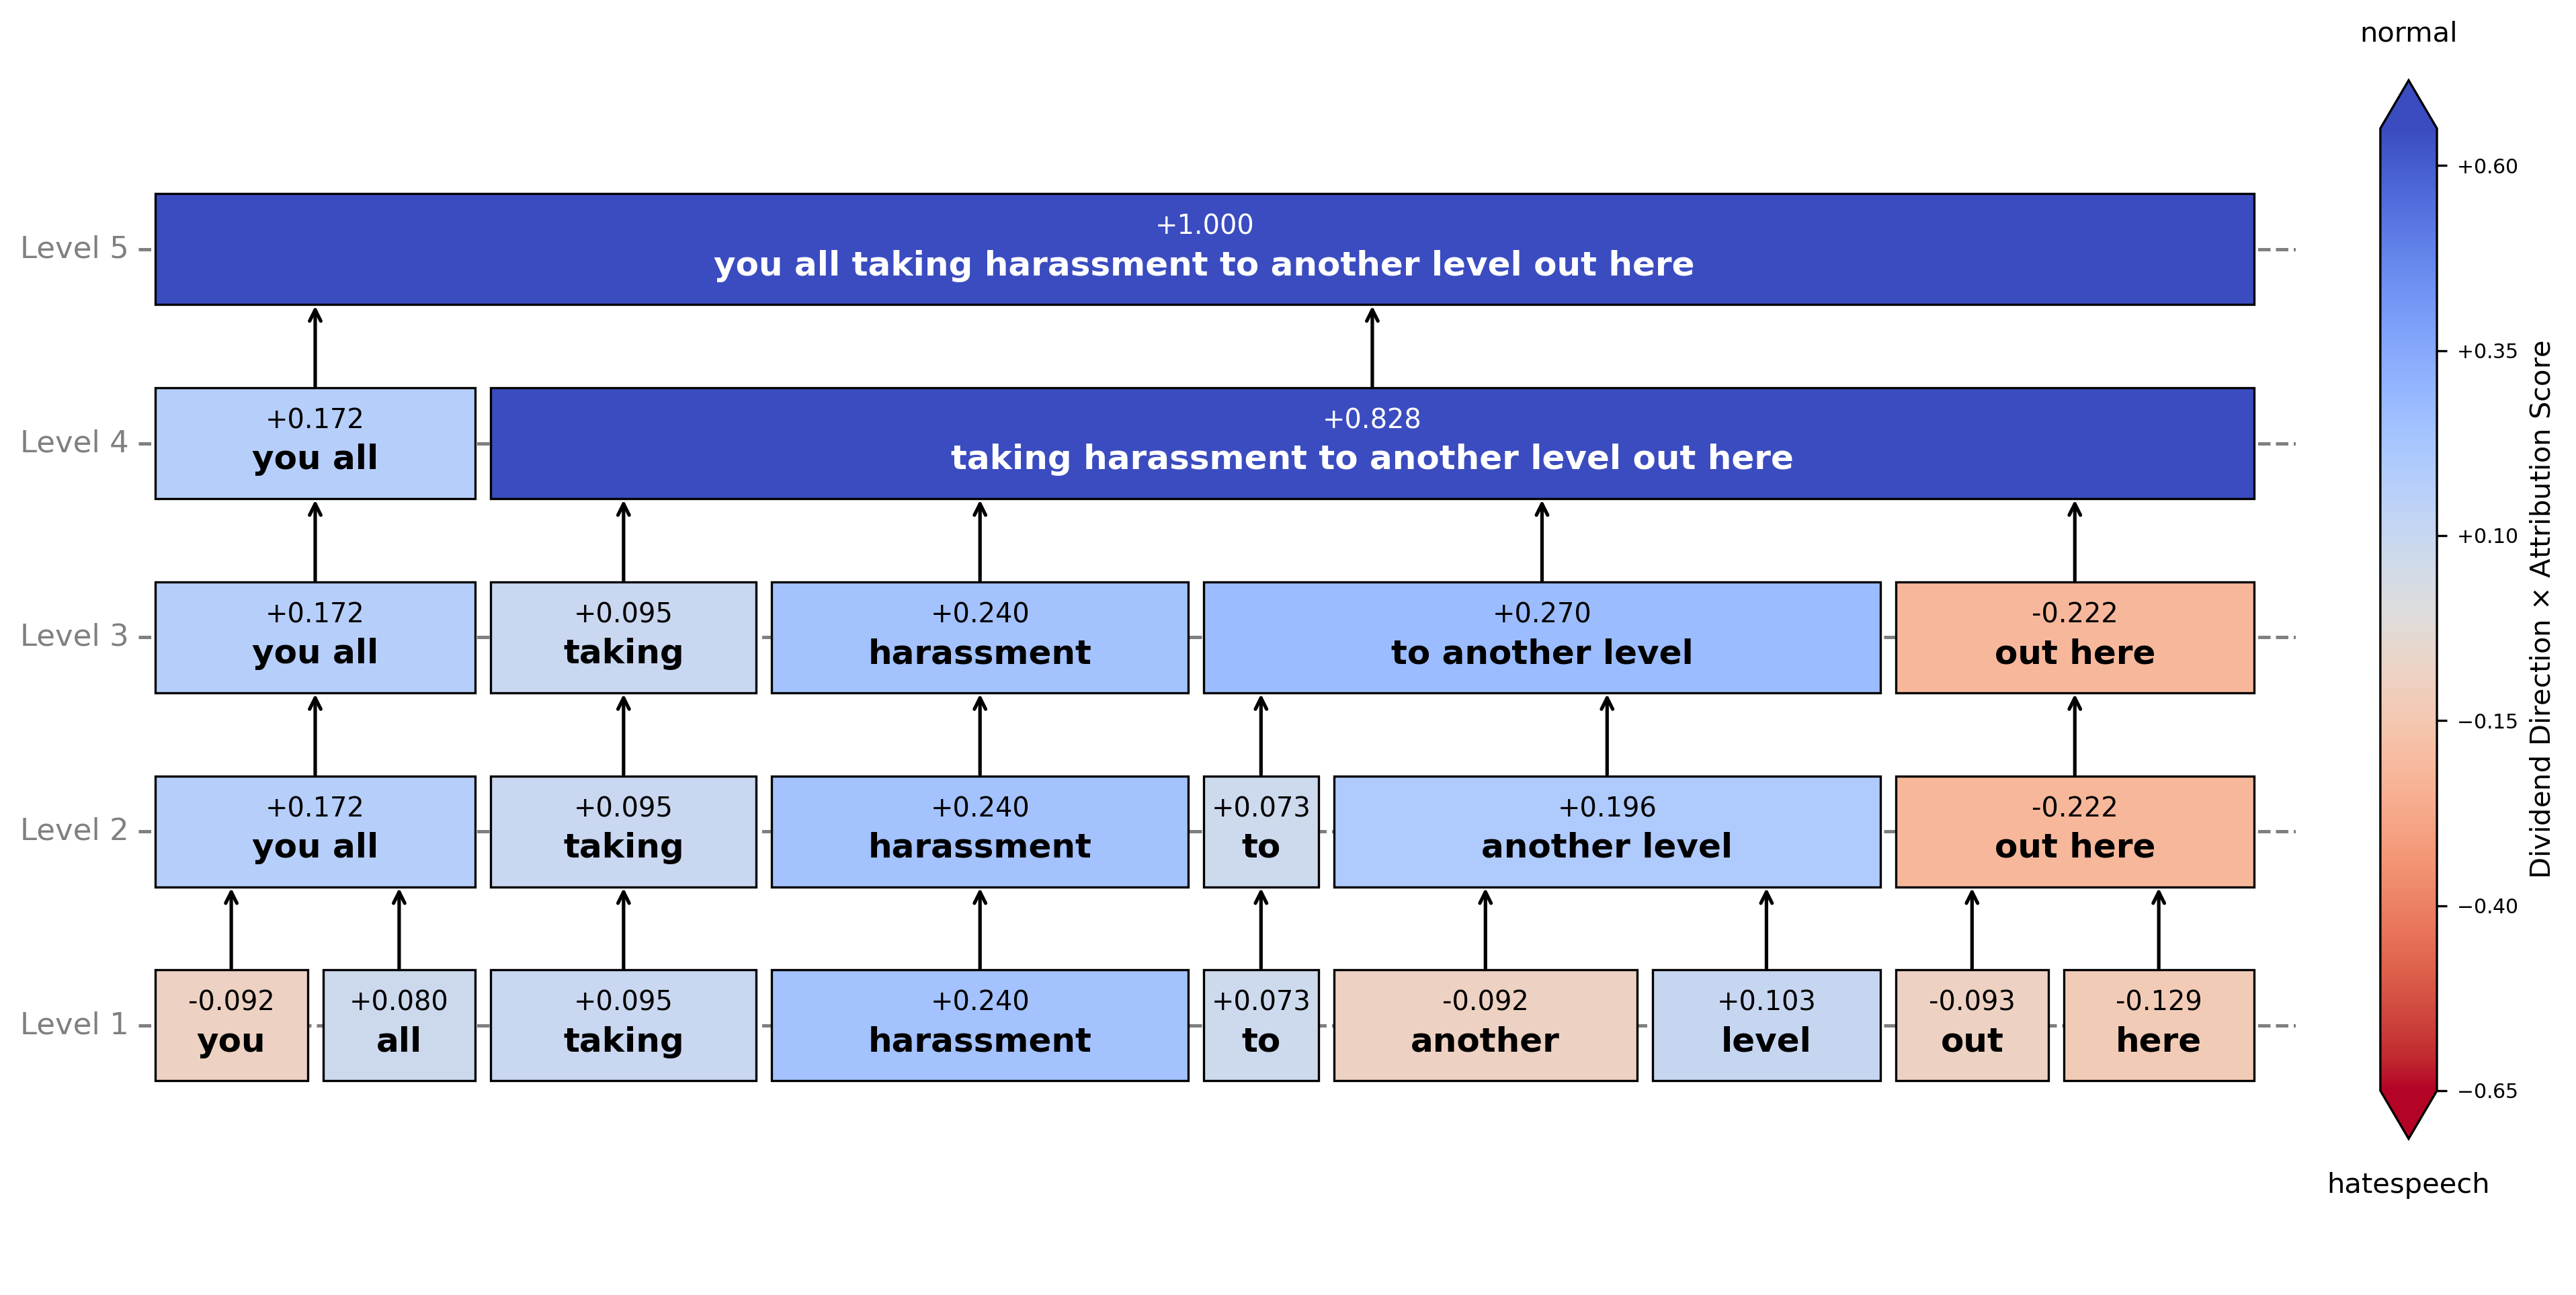 normal
Level 5
+1.000
you all taking harassment to another level out here
Level 4
+0.172
you all
+0.828
taking harassment to another level out here
Level 3
+0.172
you all
+0.095
taking
+0.240
harassment
+0.270
to another level
-0.222
out here
Level 2
+0.172
you all
+0.095
taking
+0.240
harassment
+0.073
to
+0.196
another level
-0.222
out here
Level 1
-0.092
you
+0.080
all
+0.095
taking
+0.240
harassment
+0.073
to
-0.092
another
+0.103
level
-0.093
out
-0.129
here
+0.60
+0.35
+0.10
−0.15
−0.40
−0.65
Dividend Direction × Attribution Score
hatespeech